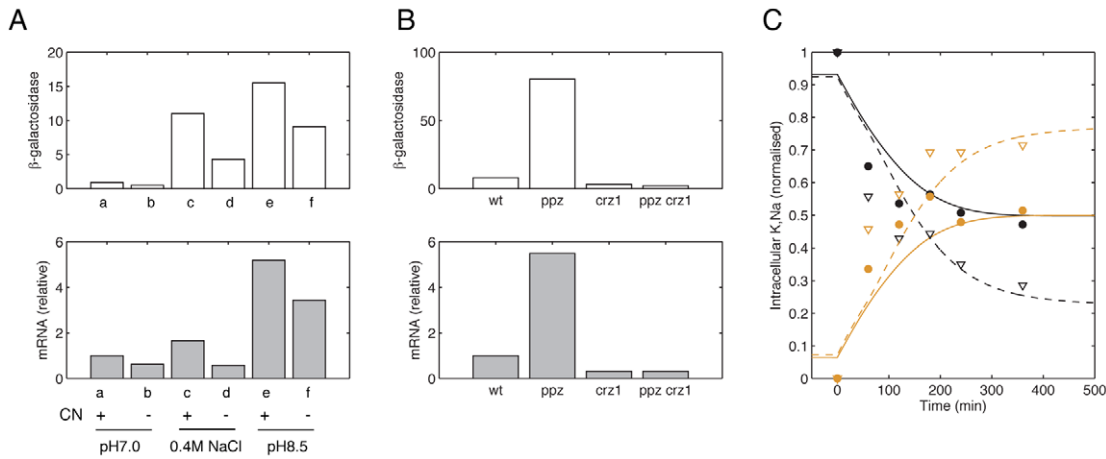 A
B
C
β-galactosidase
20
15
10
5
0
a b c d e f
mRNA (relative)
6
4
2
0
a b c d e f
CN + - + - + -
pH7.0 0.4M NaCl pH8.5
β-galactosidase
100
50
0
wt ppz crz1 ppz crz1
mRNA (relative)
6
4
2
0
wt ppz crz1 ppz crz1
Intracellular K,Na (normalised)
1
0.9
0.8
0.7
0.6
0.5
0.4
0.3
0.2
0.1
0
0 100 200 300 400 500
Time (min)